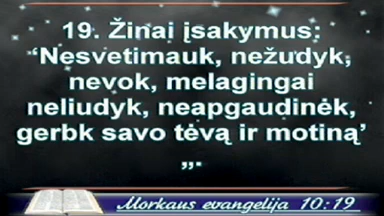 19. Žinai įsakymus:
‘Nesvetimauk, nežudyk,
nevok, melagingai
neliudyk, neapgaudinėk,
gerbk savo tėvą ir motiną’
„.
Morkaus evangelija 10:19